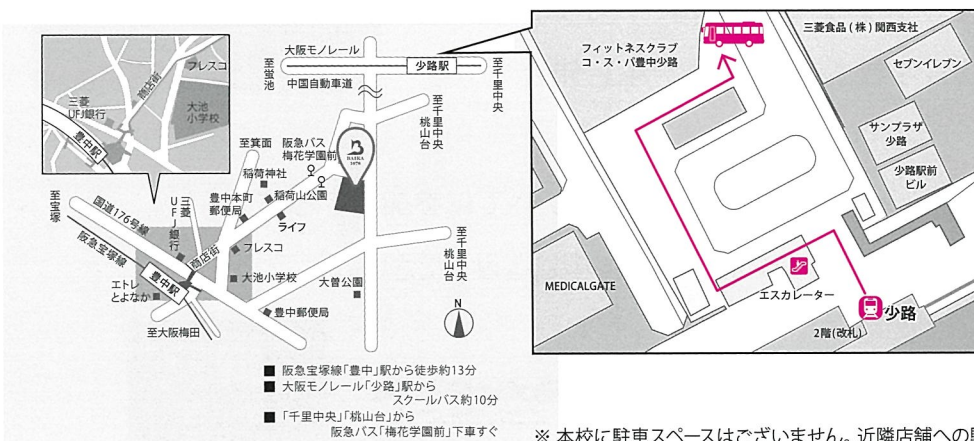 フレスコ
商店街
三菱
UFJ銀行
大池
小学校
豊中駅
大阪モノレール
少路駅
至蛍池
中国自動車道
至千里中央
至千里中央
桃山台
至箕面
阪急バス
梅花学園前
BAIKA
1878
稲荷神社
豊中本町
郵便局
稲荷山公園
ライフ
至宝塚
国道176号線
三菱
UFJ銀行
商店街
フレスコ
阪急宝塚線
豊中駅
エトレ
とよなか
大池小学校
大曽公園
至千里中央
桃山台
豊中郵便局
至大阪梅田
N
■ 阪急宝塚線「豊中」駅から徒歩約13分
■ 大阪モノレール「少路」駅から
スクールバス約10分
■ 「千里中央」「桃山台」から
阪急バス「梅花学園前」下車すぐ
フィットネスクラブ
コ・ス・パ豊中少路
三菱食品(株)関西支社
セブンイレブン
サンプラザ
少路
少路駅前
ビル
MEDICALGATE
エスカレーター
少路
2階(改札)
※ 本校に駐車スペースはございません。近隣店舗への